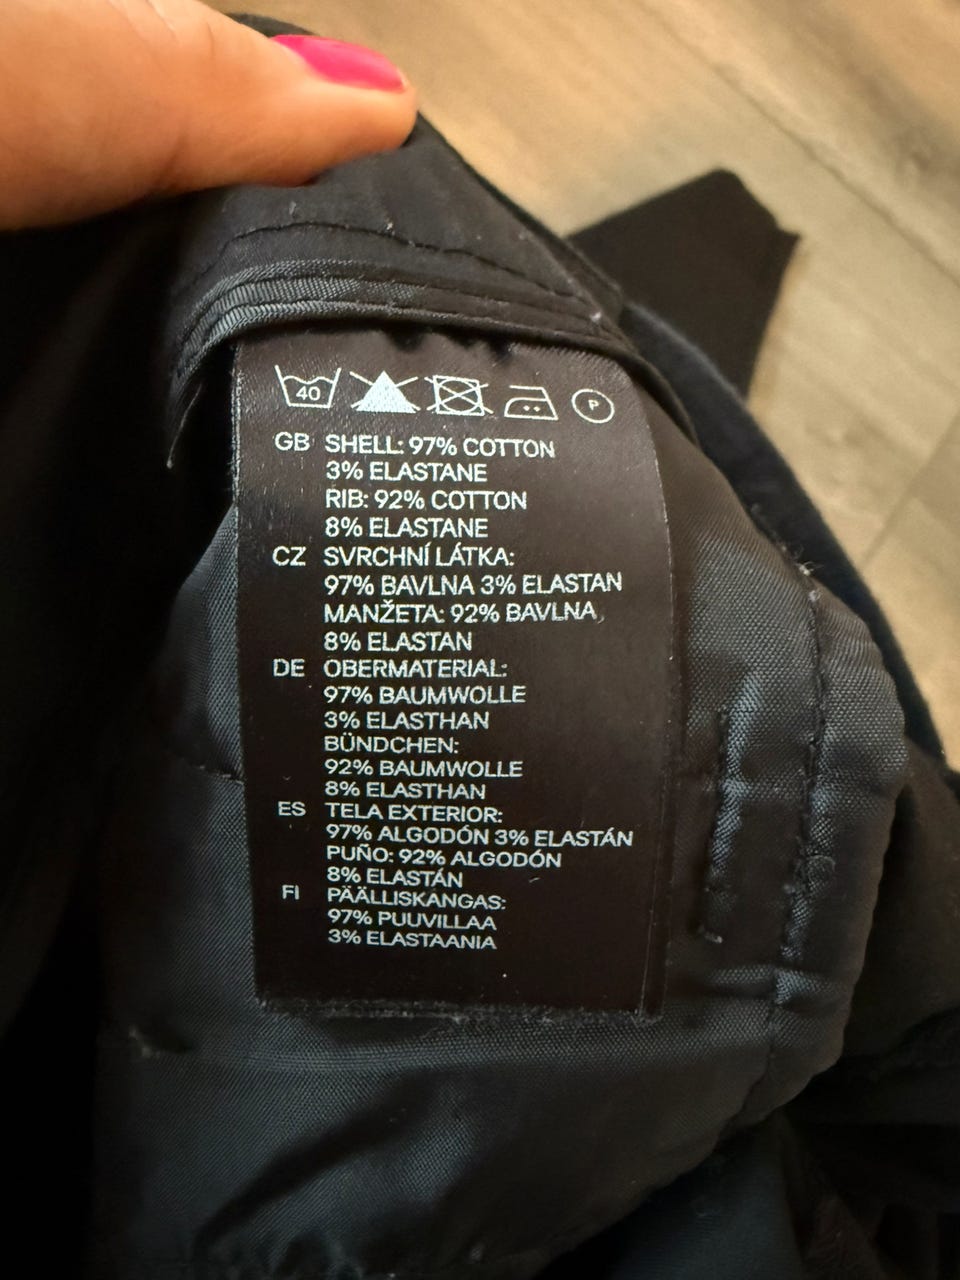 40
P
GB SHELL: 97% COTTON
3% ELASTANE
RIB: 92% COTTON
8% ELASTANE
CZ SVRCHNÍ LÁTKA:
97% BAVLNA 3% ELASTAN
MANŽETA: 92% BAVLNA,
8% ELASTAN
DE OBERMATERIAL:
97% BAUMWOLLE
3% ELASTHAN
BÜNDCHEN:
92% BAUMWOLLE
8% ELASTHAN
ES TELA EXTERIOR:
97% ALGODÓN 3% ELASTÁN
PUÑO: 92% ALGODÓN
8% ELASTÁN
FI PÄÄLLISKANGAS:
97% PUUVILLAA
3% ELASTAANIA